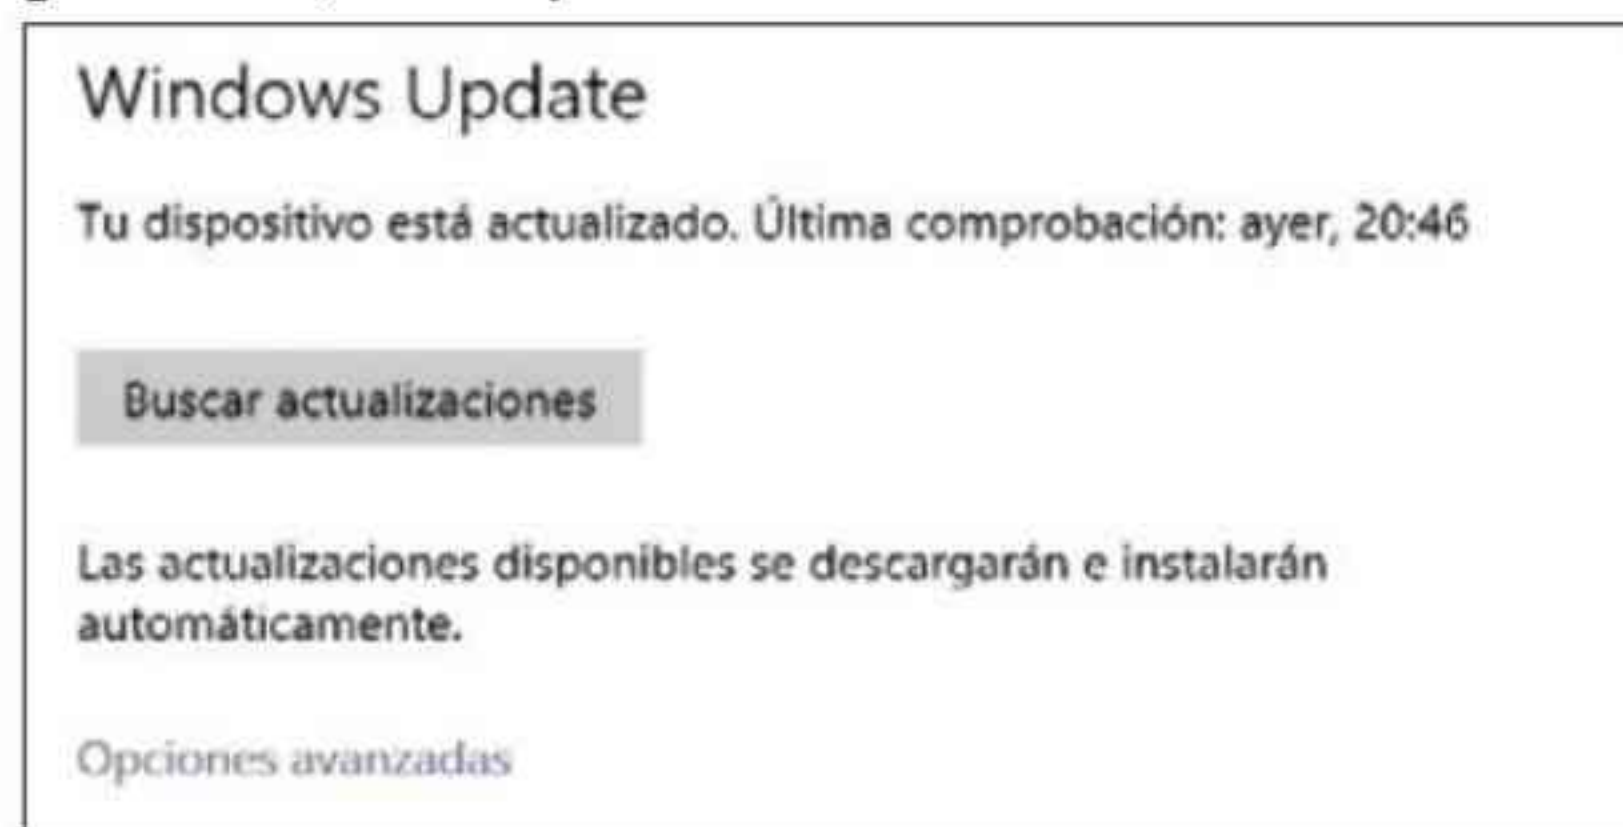 Windows Update
Tu dispositivo está actualizado. Última comprobación: ayer, 20:46
Buscar actualizaciones
Las actualizaciones disponibles se descargarán e instalarán
automáticamente.
Opciones avanzadas